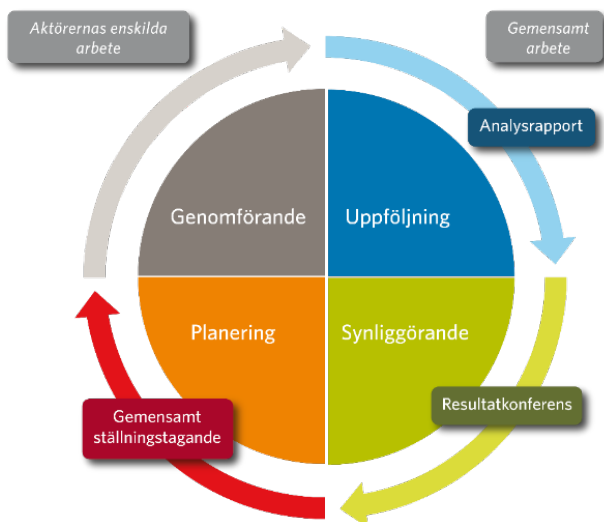 Aktörernas enskilda
arbete
Gemensamt
arbete
Analysrapport
Genomförande
Uppföljning
Planering
Synliggörande
Gemensamt
ställningstagande
Resultatkonferens